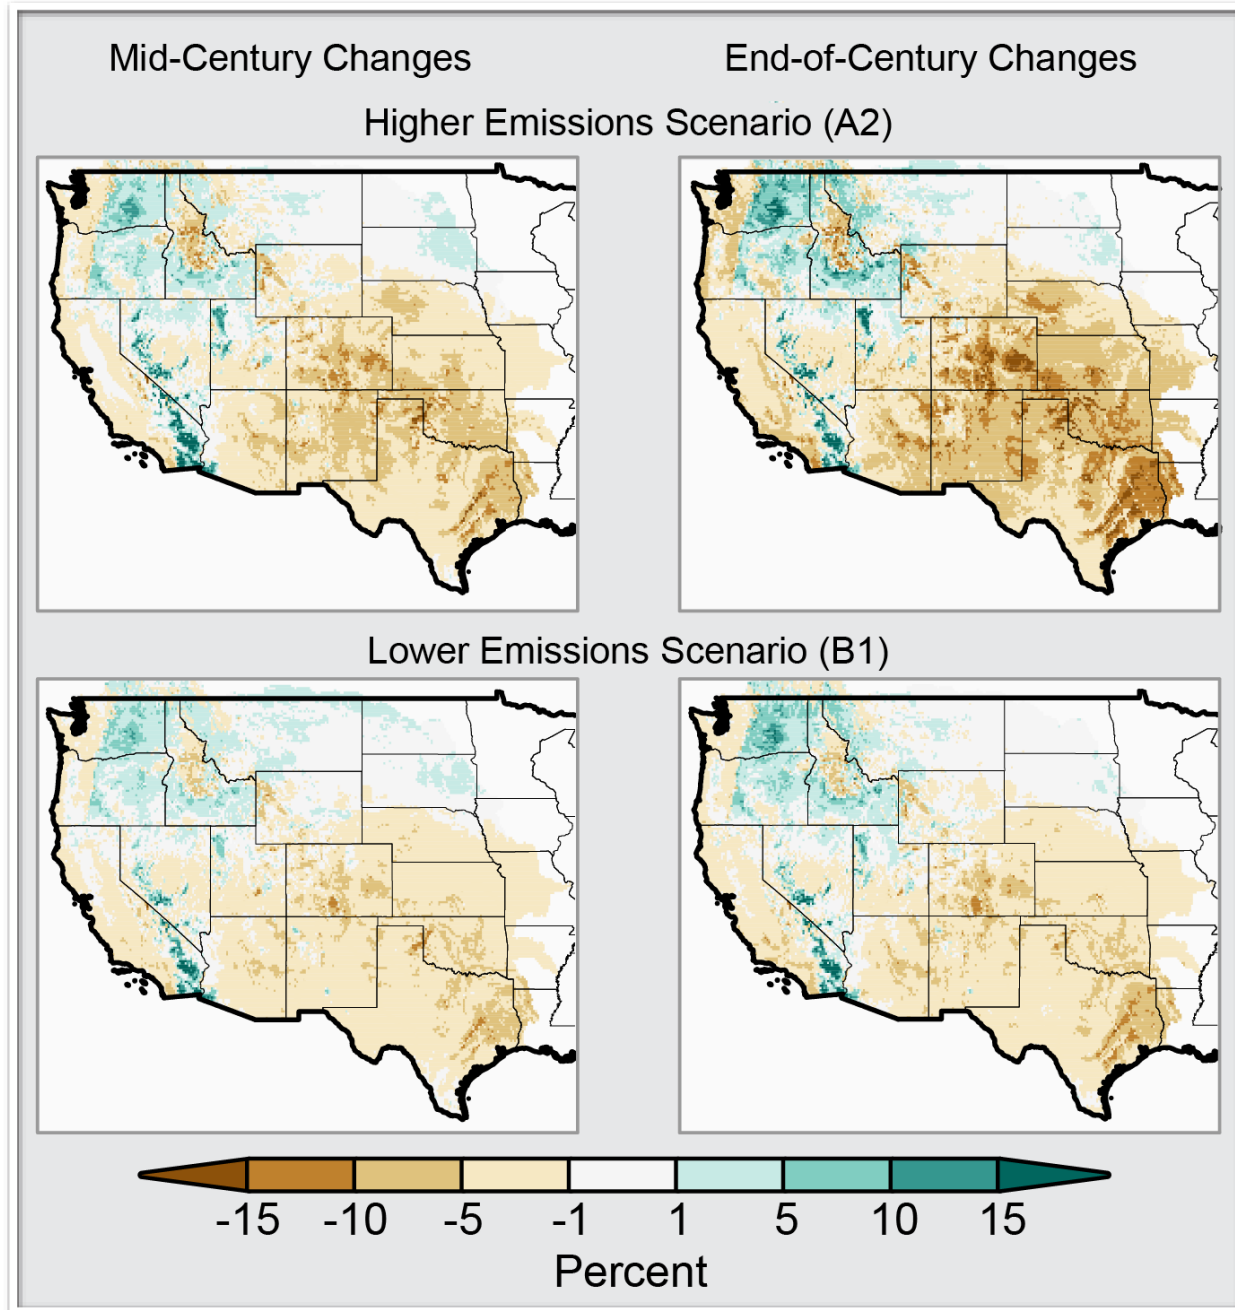 Mid-Century Changes
End-of-Century Changes
Higher Emissions Scenario (A2)
Lower Emissions Scenario (B1)
-15 -10 -5 -1 1 5 10 15
Percent